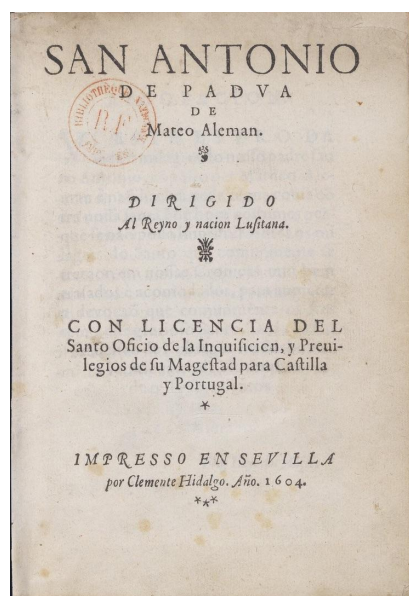 SAN ANTONIO
DE PADVA
DE
Mateo Aleman.
DIRIGIDO
Al Reyno y nacion Luſitana.
CON LICENCIA DEL
Santo Oficio de la Inquiſicion, y Preui-
legios de ſu Mageſtad para Caſtilla
y Portugal.
IMPRESSO EN SEVILLA
por Clemente Hidalgo. Año. 1604.